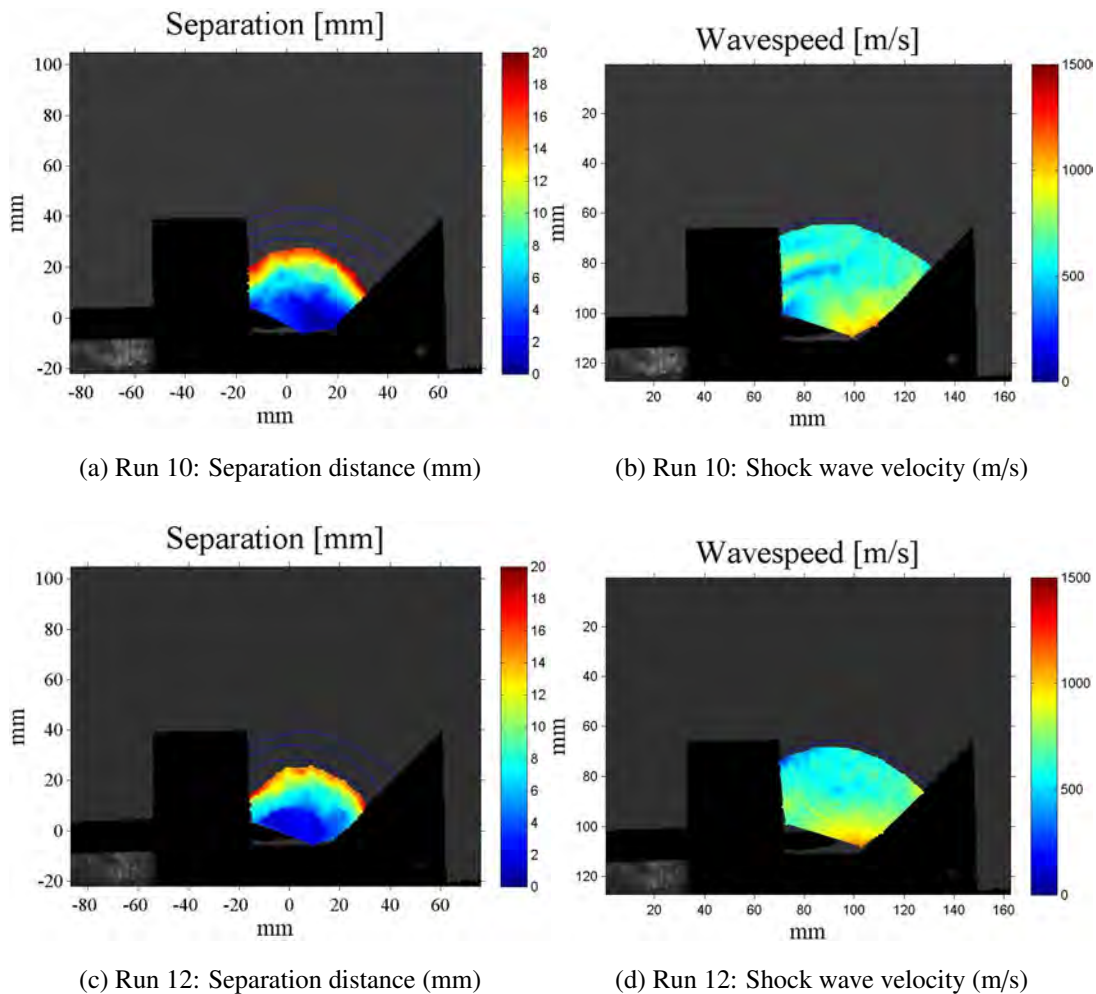 Separation [mm]
100
80
60
40
20
0
-20
mm
-80 -60 -40 -20 0 20 40 60
mm
20
18
16
14
12
10
8
6
4
2
0
(a) Run 10: Separation distance (mm)
Wavespeed [m/s]
20
40
60
80
100
120
mm
20 40 60 80 100 120 140 160
mm
1500
1000
500
0
(b) Run 10: Shock wave velocity (m/s)
Separation [mm]
100
80
60
40
20
0
-20
mm
-80 -60 -40 -20 0 20 40 60
mm
20
18
16
14
12
10
8
6
4
2
0
(c) Run 12: Separation distance (mm)
Wavespeed [m/s]
20
40
60
80
100
120
mm
20 40 60 80 100 120 140 160
mm
1500
1000
500
0
(d) Run 12: Shock wave velocity (m/s)